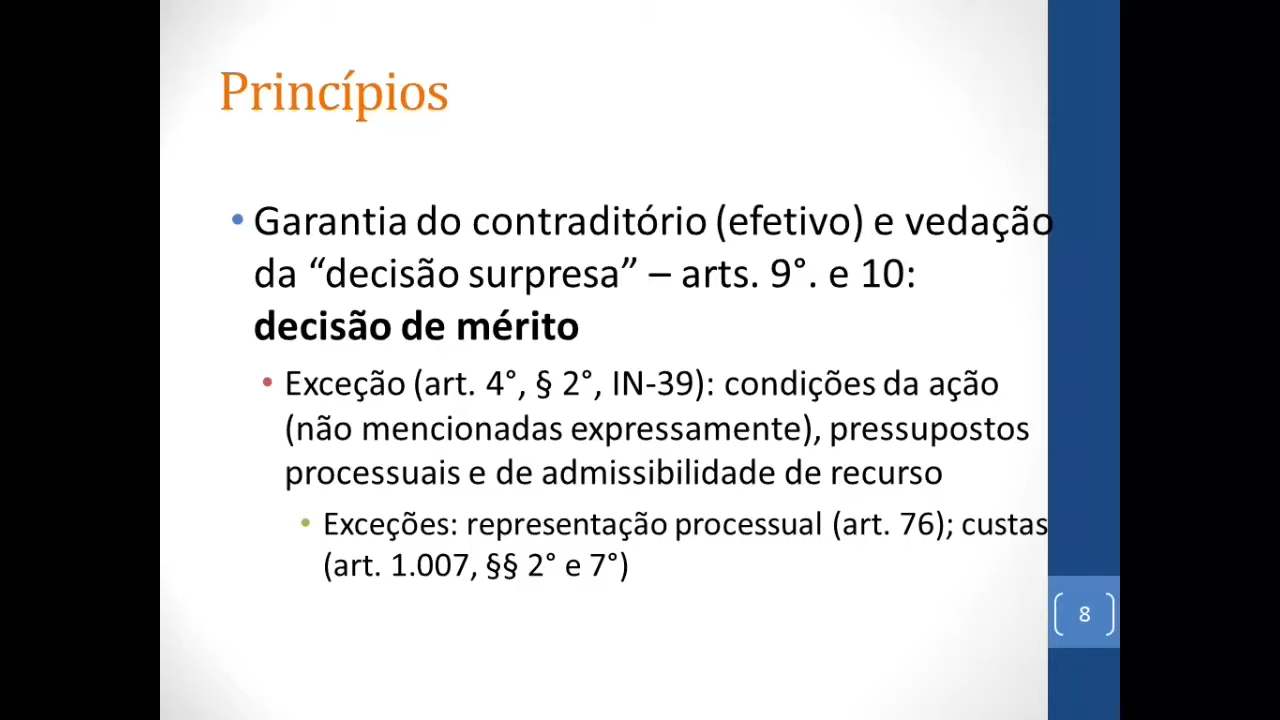 Princípios
• Garantia do contraditório (efetivo) e vedação
da “decisão surpresa” – arts. 9°. e 10:
decisão de mérito
• Exceção (art. 4°, § 2°, IN-39): condições da ação
(não mencionadas expressamente), pressupostos
processuais e de admissibilidade de recurso
• Exceções: representação processual (art. 76); custas
(art. 1.007, §§ 2° e 7°)
8